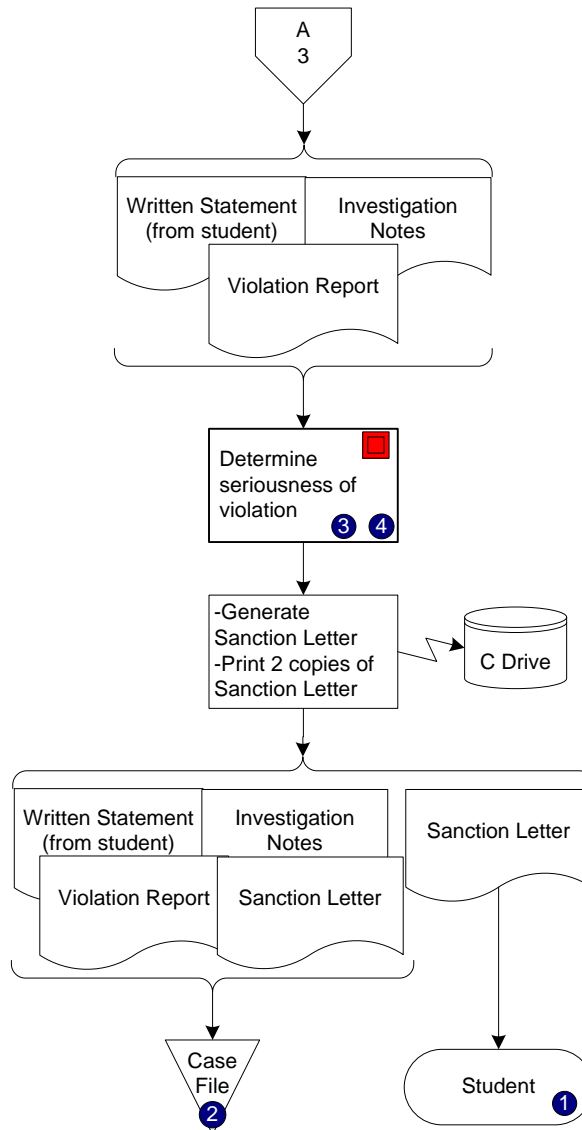 A
3
Written Statement
(from student)
Investigation
Notes
Violation Report
Determine
seriousness of
violation
3 4
-Generate
Sanction Letter
-Print 2 copies of
Sanction Letter
C Drive
Written Statement
(from student)
Investigation
Notes
Sanction Letter
Violation Report
Sanction Letter
Case
File
2
Student
1